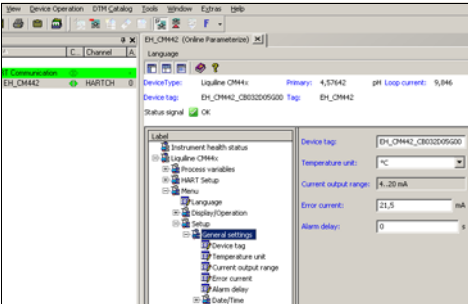 View Device Operation DTM Catalog Tools Window Extras Help
EH_CM442 (Online Parameterize)
C... Channel A
Language
RT Communication
EH_CM442 HARTCH 0
DeviceType: Liquiline CM44x Primary: 4,57642 pH Loop current: 9,846
Device tag: EH_CM442_CB032D05G00 Tag: EH_CM442
Status signal OK
Label
Instrument health status
Liquiline CM44x
Process variables
HART Setup
Menu
Language
Display/Operation
Setup
General settings
Device tag
Temperature unit
Current output range
Error current
Alarm delay
Date/Time
Device tag: EH_CM442_CB032D05G00
Temperature unit: °C
Current output range: 4..20 mA
Error current: 21,5 mA
Alarm delay: 0 s